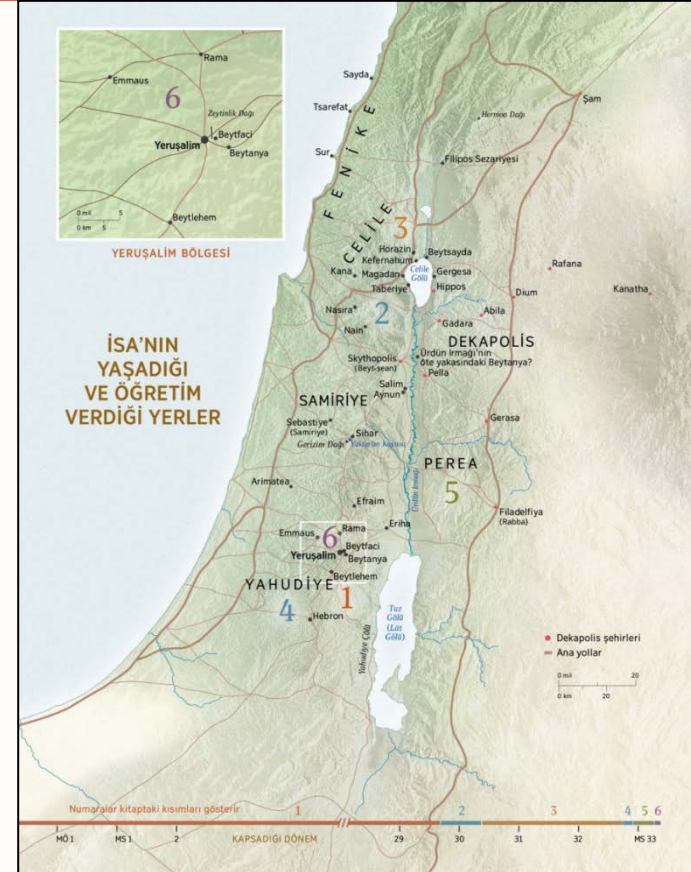 Rama
Emmaus
6
Zeytinlik Dağı
Beytfaci
Yeruşalim
Beytanya
Beytlehem
0 mil 5
0 km 5
YERUŞALİM BÖLGESİ
İSA’NIN
YAŞADIĞI
VE ÖĞRETİM
VERDİĞİ YERLER
Sayda
Şam
Tsarefat
Hermon Dağı
FENİKE
Sur
Filipos Sezariyesi
CELİLE
3
Horazin
Beytsayda
Kefernahum
Kana
Magadan
Celile
Gölü
Gergesa
Rafana
Taberiye
Hippos
Kanatha
Dium
Nasıra
2
Abila
Nain
Gadara
DEKAPOLİS
Skythopolis
(Beyt-sean)
Ürdün Irmağı’nın
öte yakasındaki Beytanya?
Pella
Salim
Aynun
SAMİRİYE
Sebastiye
(Samiriye)
Gerasa
Sihar
Gerizim Dağı
Yakup’un Kuyusu
PEREA
5
Arimatea
Ürdün Irmağı
Efraim
Filadelfiya
(Rabba)
Emmaus
Rama
Eriha
6
Beytfaci
Yeruşalim
Beytanya
Beytlehem
YAHUDİYE
1
4
Hebron
Tuz
Gölü
(Lût
Gölü)
Yahudiye Çölü
Dekapolis şehirleri
Ana yollar
0 mil 20
0 km 20
Numaralar kitaptaki kısımları gösterir
1 2 3 4 5 6
MÖ 1 MS 1 2 KAPSADIĞI DÖNEM 29 30 31 32 MS 33